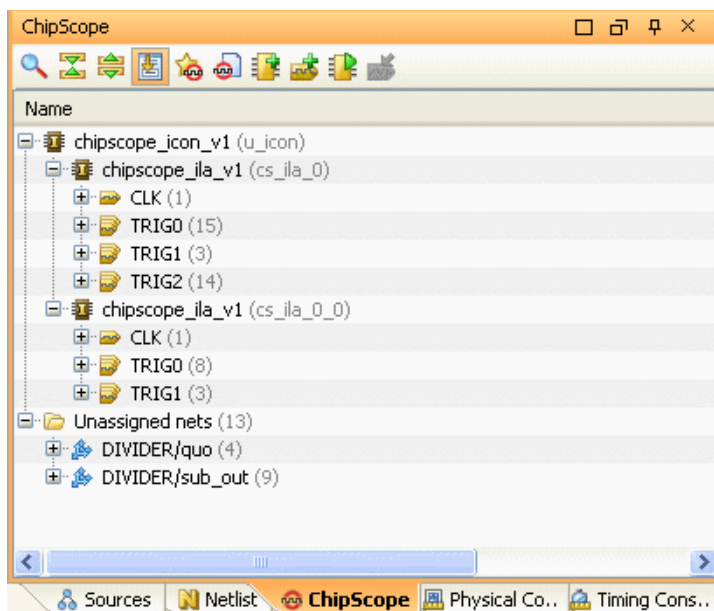 ChipScope
Name
chipscope_icon_v1 (u_icon)
chipscope_ila_v1 (cs_ila_0)
CLK (1)
TRIG0 (15)
TRIG1 (3)
TRIG2 (14)
chipscope_ila_v1 (cs_ila_0_0)
CLK (1)
TRIG0 (8)
TRIG1 (3)
Unassigned nets (13)
DIVIDER/quo (4)
DIVIDER/sub_out (9)
Sources Netlist ChipScope Physical Co.. Timing Cons..